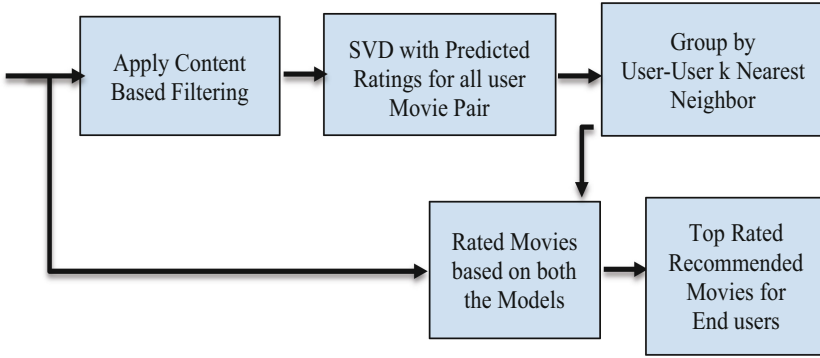 Apply Content
Based Filtering
SVD with Predicted
Ratings for all user
Movie Pair
Group by
User-User k Nearest
Neighbor
Rated Movies
based on both
the Models
Top Rated
Recommended
Movies for
End users